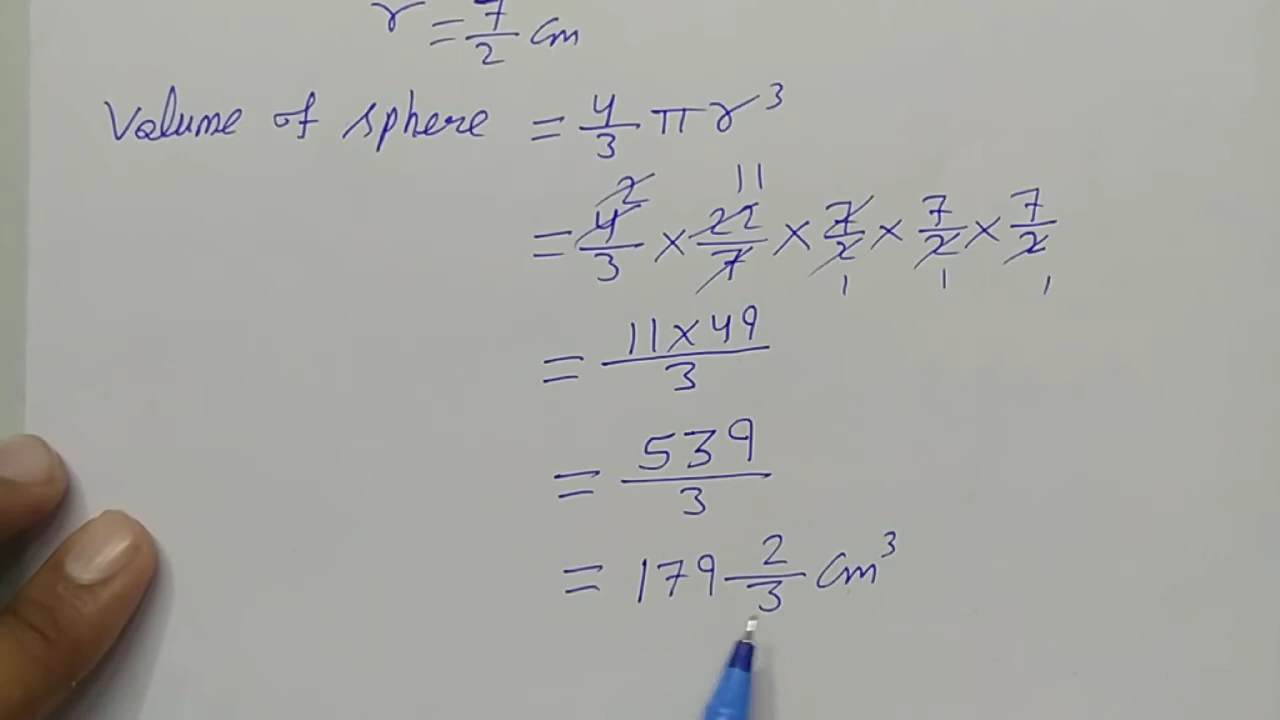 r = 7/2 cm
Volume of sphere = 4/3 πr³
= 4/3 2 × 22/7 11 × 7/2 1 × 7/2 1 × 7/2 1
= 11×49/3
= 539/3
= 179 2/3 cm³